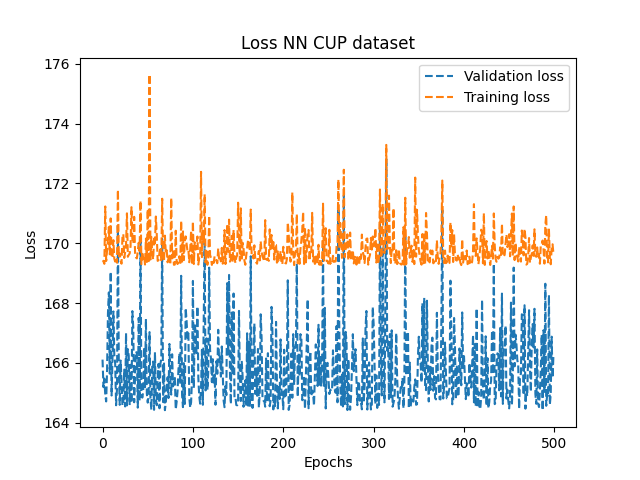 Loss NN CUP dataset
176
174
172
170
168
166
164
Loss
Validation loss
Training loss
0
100
200
300
400
500
Epochs